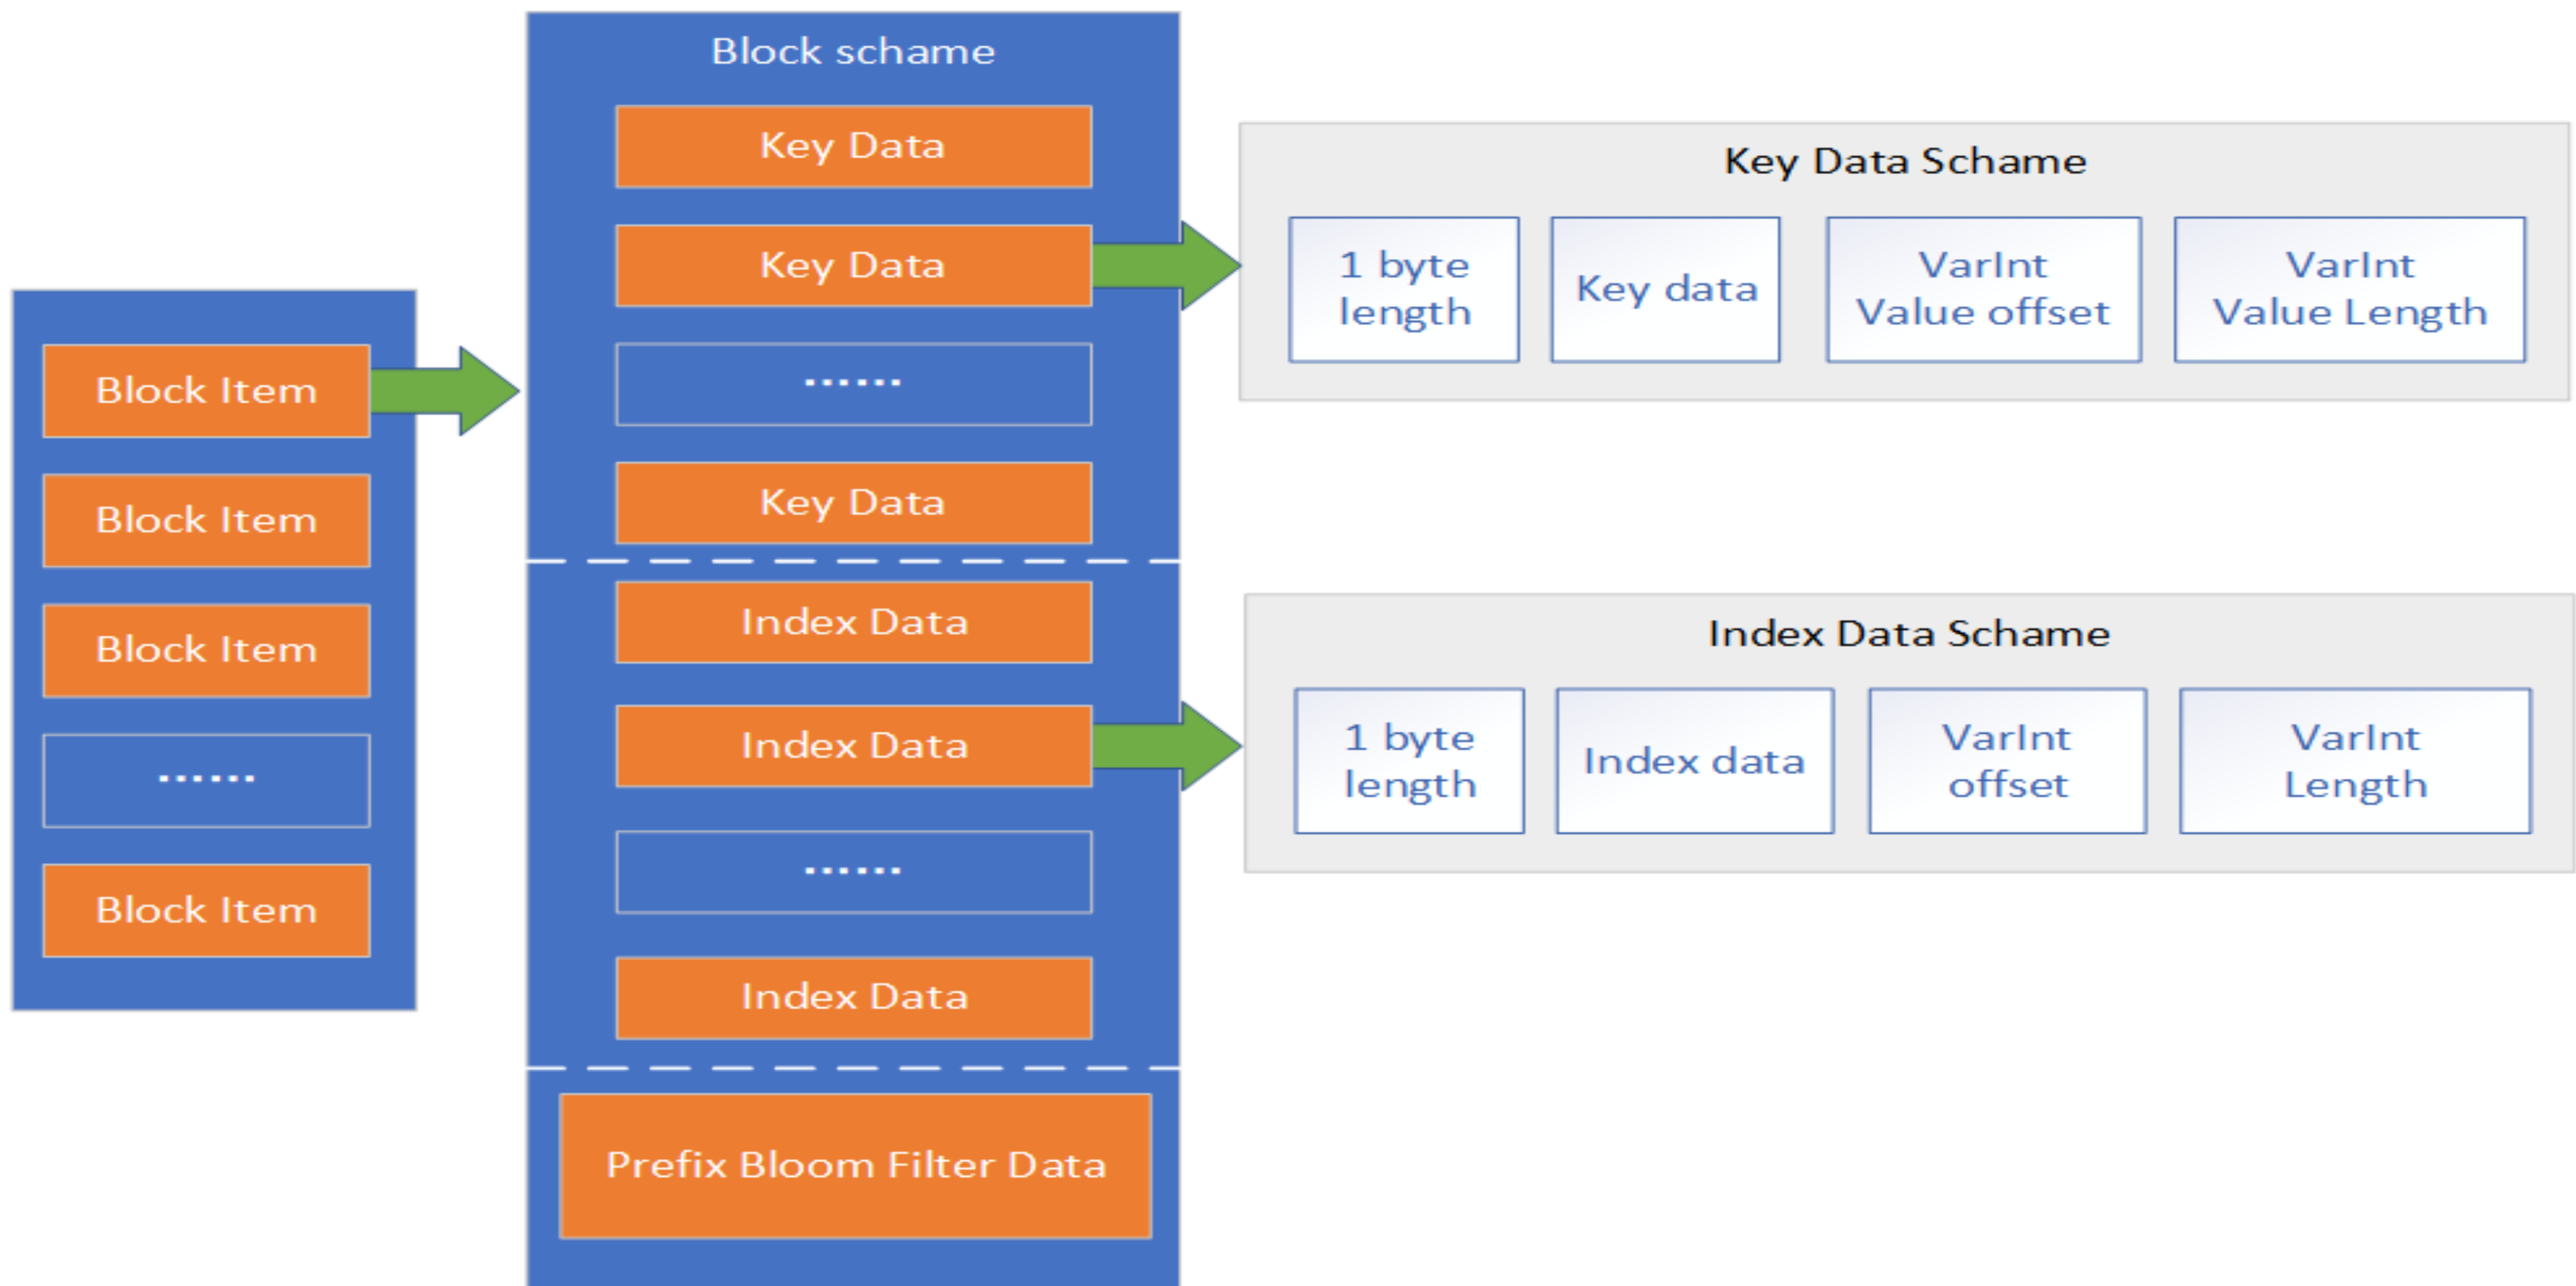 Block Item
Block Item
Block Item
......
Block Item
Block schame
Key Data
Key Data
......
Key Data
Index Data
Index Data
......
Index Data
Prefix Bloom Filter Data
Key Data Schame
1 byte
length
Key data
VarInt
Value offset
VarInt
Value Length
Index Data Schame
1 byte
length
Index data
VarInt
offset
VarInt
Length